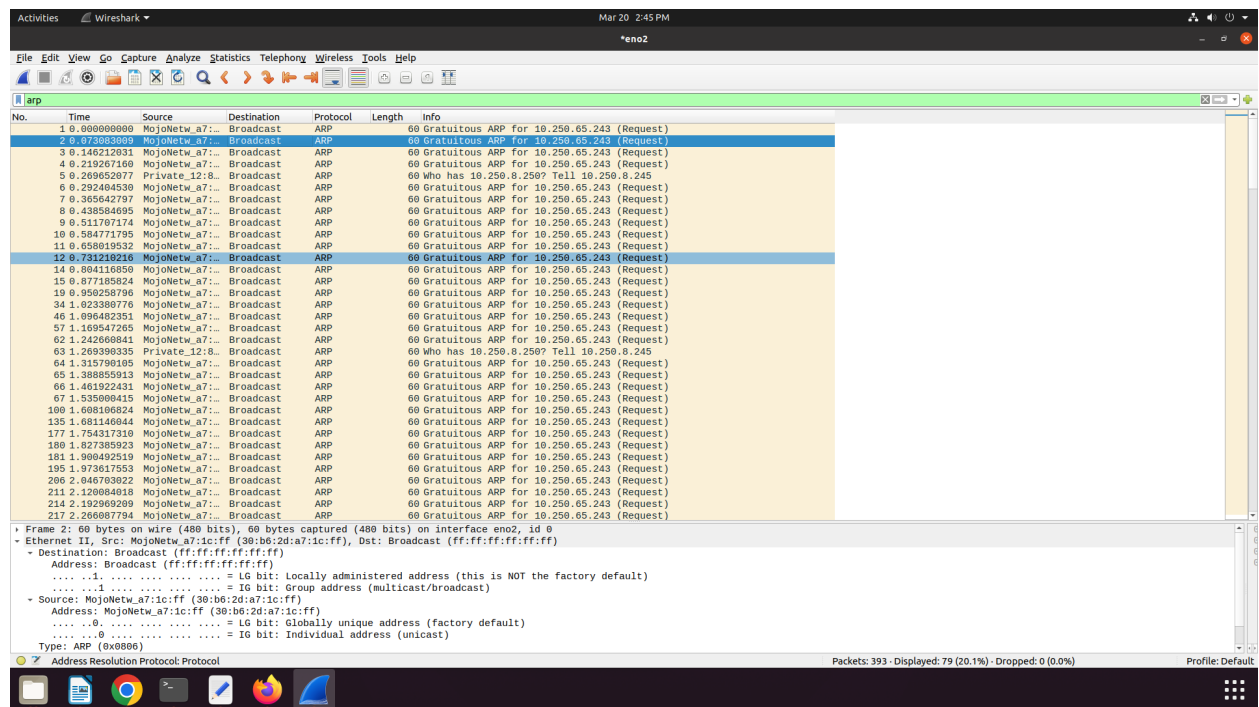 Activities Wireshark Mar 20 2:45 PM
*eno2
File Edit View Go Capture Analyze Statistics Telephony Wireless Tools Help
arp
No. Time Source Destination Protocol Length Info
1 0.000000000 MojoNetw_a7:… Broadcast ARP 60 Gratuitous ARP for 10.250.65.243 (Request)
2 0.073083009 MojoNetw_a7:… Broadcast ARP 60 Gratuitous ARP for 10.250.65.243 (Request)
3 0.146212031 MojoNetw_a7:… Broadcast ARP 60 Gratuitous ARP for 10.250.65.243 (Request)
4 0.219267160 MojoNetw_a7:… Broadcast ARP 60 Gratuitous ARP for 10.250.65.243 (Request)
5 0.269652077 Private_12:8… Broadcast ARP 60 Who has 10.250.8.250? Tell 10.250.8.245
6 0.292404530 MojoNetw_a7:… Broadcast ARP 60 Gratuitous ARP for 10.250.65.243 (Request)
7 0.365642797 MojoNetw_a7:… Broadcast ARP 60 Gratuitous ARP for 10.250.65.243 (Request)
8 0.438584695 MojoNetw_a7:… Broadcast ARP 60 Gratuitous ARP for 10.250.65.243 (Request)
9 0.511707174 MojoNetw_a7:… Broadcast ARP 60 Gratuitous ARP for 10.250.65.243 (Request)
10 0.584771795 MojoNetw_a7:… Broadcast ARP 60 Gratuitous ARP for 10.250.65.243 (Request)
11 0.658019532 MojoNetw_a7:… Broadcast ARP 60 Gratuitous ARP for 10.250.65.243 (Request)
12 0.731210216 MojoNetw_a7:… Broadcast ARP 60 Gratuitous ARP for 10.250.65.243 (Request)
14 0.804116850 MojoNetw_a7:… Broadcast ARP 60 Gratuitous ARP for 10.250.65.243 (Request)
15 0.877185824 MojoNetw_a7:… Broadcast ARP 60 Gratuitous ARP for 10.250.65.243 (Request)
19 0.950258796 MojoNetw_a7:… Broadcast ARP 60 Gratuitous ARP for 10.250.65.243 (Request)
34 1.023380776 MojoNetw_a7:… Broadcast ARP 60 Gratuitous ARP for 10.250.65.243 (Request)
46 1.096482351 MojoNetw_a7:… Broadcast ARP 60 Gratuitous ARP for 10.250.65.243 (Request)
57 1.169547265 MojoNetw_a7:… Broadcast ARP 60 Gratuitous ARP for 10.250.65.243 (Request)
62 1.242660841 MojoNetw_a7:… Broadcast ARP 60 Gratuitous ARP for 10.250.65.243 (Request)
63 1.269390335 Private_12:8… Broadcast ARP 60 Who has 10.250.8.250? Tell 10.250.8.245
64 1.315790105 MojoNetw_a7:… Broadcast ARP 60 Gratuitous ARP for 10.250.65.243 (Request)
65 1.388855913 MojoNetw_a7:… Broadcast ARP 60 Gratuitous ARP for 10.250.65.243 (Request)
66 1.461922431 MojoNetw_a7:… Broadcast ARP 60 Gratuitous ARP for 10.250.65.243 (Request)
67 1.535000415 MojoNetw_a7:… Broadcast ARP 60 Gratuitous ARP for 10.250.65.243 (Request)
100 1.608106824 MojoNetw_a7:… Broadcast ARP 60 Gratuitous ARP for 10.250.65.243 (Request)
135 1.681146044 MojoNetw_a7:… Broadcast ARP 60 Gratuitous ARP for 10.250.65.243 (Request)
177 1.754317310 MojoNetw_a7:… Broadcast ARP 60 Gratuitous ARP for 10.250.65.243 (Request)
180 1.827385923 MojoNetw_a7:… Broadcast ARP 60 Gratuitous ARP for 10.250.65.243 (Request)
181 1.900492519 MojoNetw_a7:… Broadcast ARP 60 Gratuitous ARP for 10.250.65.243 (Request)
195 1.973617553 MojoNetw_a7:… Broadcast ARP 60 Gratuitous ARP for 10.250.65.243 (Request)
206 2.046703022 MojoNetw_a7:… Broadcast ARP 60 Gratuitous ARP for 10.250.65.243 (Request)
211 2.120084018 MojoNetw_a7:… Broadcast ARP 60 Gratuitous ARP for 10.250.65.243 (Request)
214 2.192969209 MojoNetw_a7:… Broadcast ARP 60 Gratuitous ARP for 10.250.65.243 (Request)
217 2.266087794 MojoNetw_a7:… Broadcast ARP 60 Gratuitous ARP for 10.250.65.243 (Request)
Frame 2: 60 bytes on wire (480 bits), 60 bytes captured (480 bits) on interface eno2, id 0
Ethernet II, Src: MojoNetw_a7:1c:ff (30:b6:2d:a7:1c:ff), Dst: Broadcast (ff:ff:ff:ff:ff:ff)
Destination: Broadcast (ff:ff:ff:ff:ff:ff)
Address: Broadcast (ff:ff:ff:ff:ff:ff)
.... ..1. .... .... .... .... = LG bit: Locally administered address (this is NOT the factory default)
.... ...1 .... .... .... .... = IG bit: Group address (multicast/broadcast)
Source: MojoNetw_a7:1c:ff (30:b6:2d:a7:1c:ff)
Address: MojoNetw_a7:1c:ff (30:b6:2d:a7:1c:ff)
.... ..0. .... .... .... .... = LG bit: Globally unique address (factory default)
.... ...0 .... .... .... .... = IG bit: Individual address (unicast)
Type: ARP (0x0806)
Address Resolution Protocol: Protocol Packets: 393 · Displayed: 79 (20.1%) · Dropped: 0 (0.0%) Profile: Default